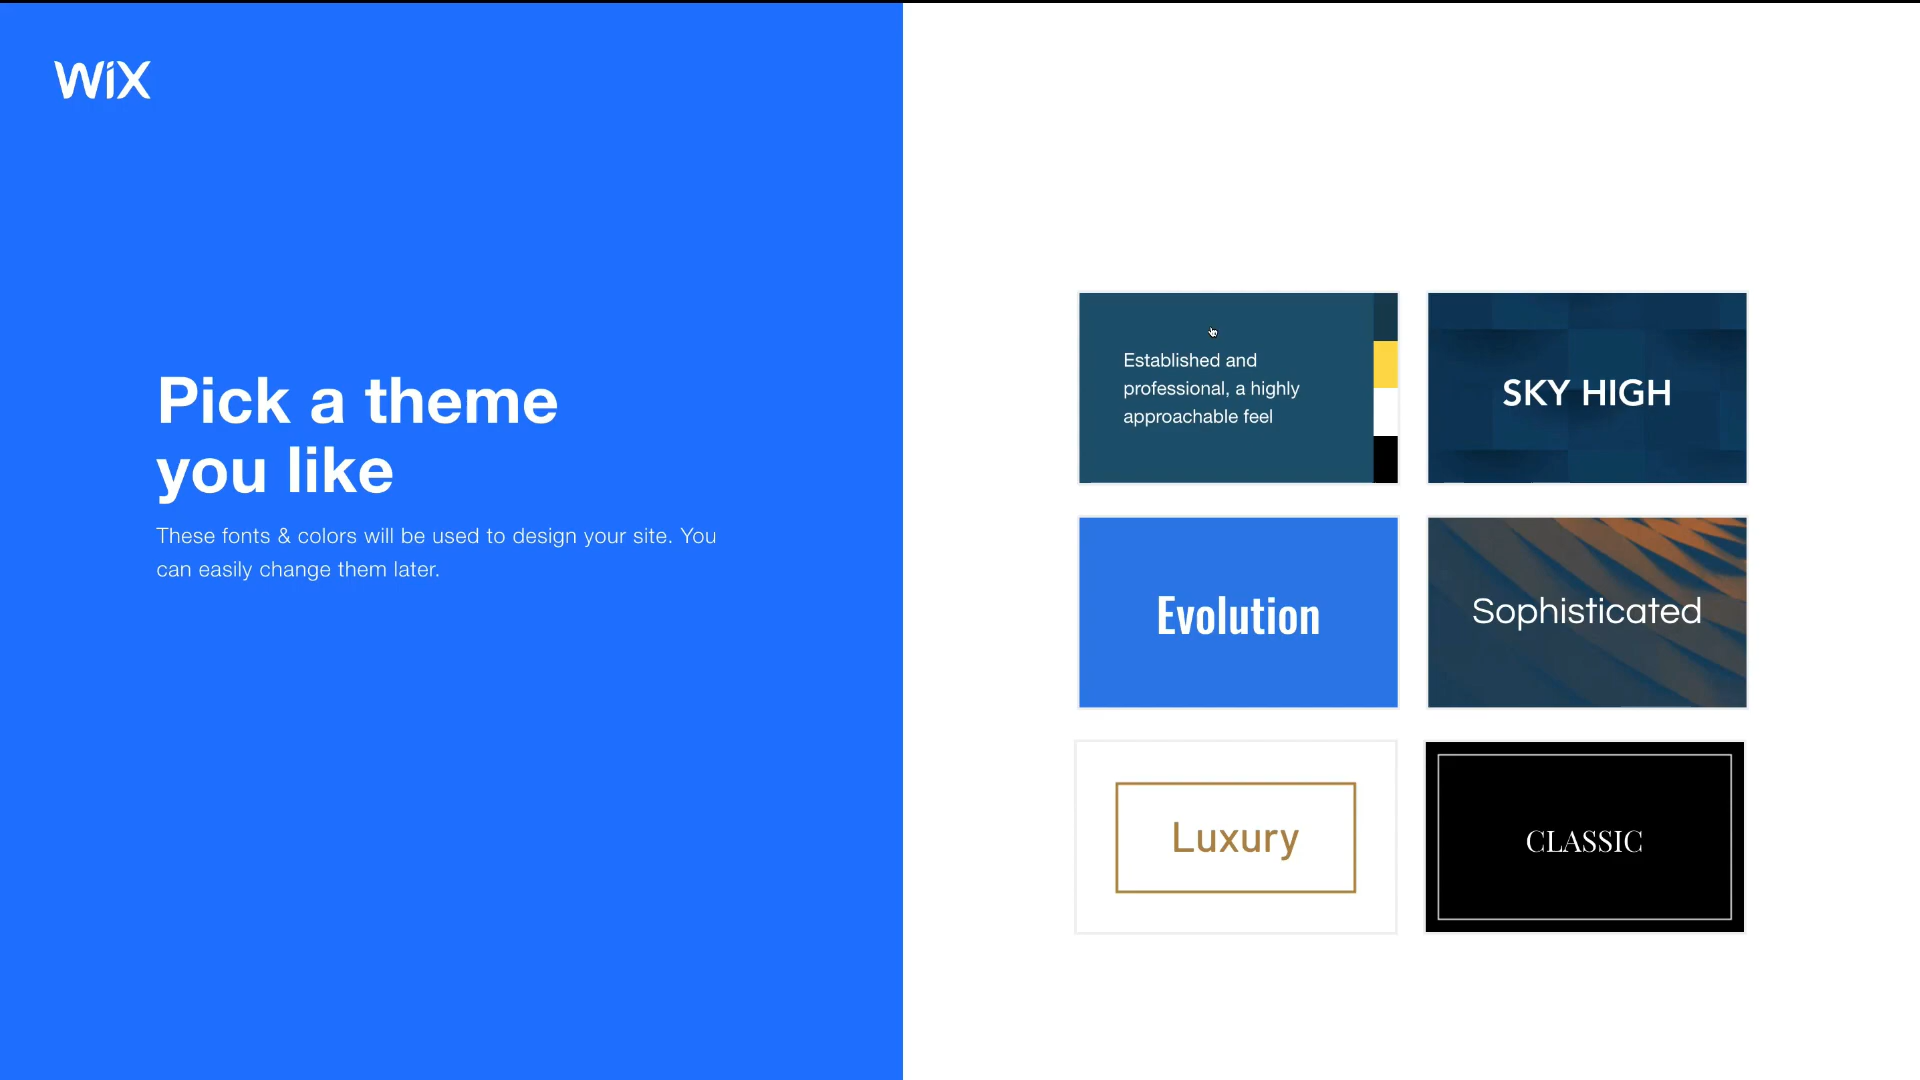 WiX
Pick a theme
you like
These fonts & colors will be used to design your site. You
can easily change them later.
Established and
professional, a highly
approachable feel
SKY HIGH
Evolution
Sophisticated
Luxury
CLASSIC